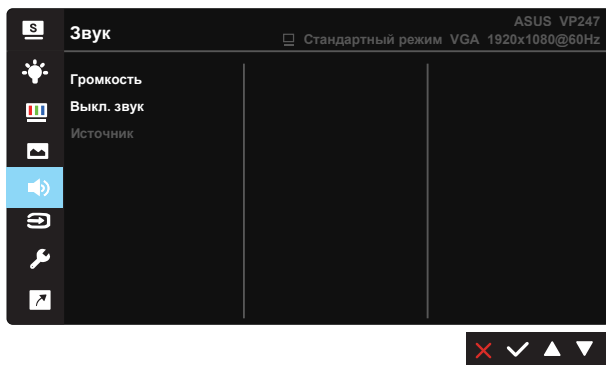 S
Звук
ASUS VP247
Стандартный режим VGA 1920x1080@60Hz
Громкость
Выкл. звук
Источник